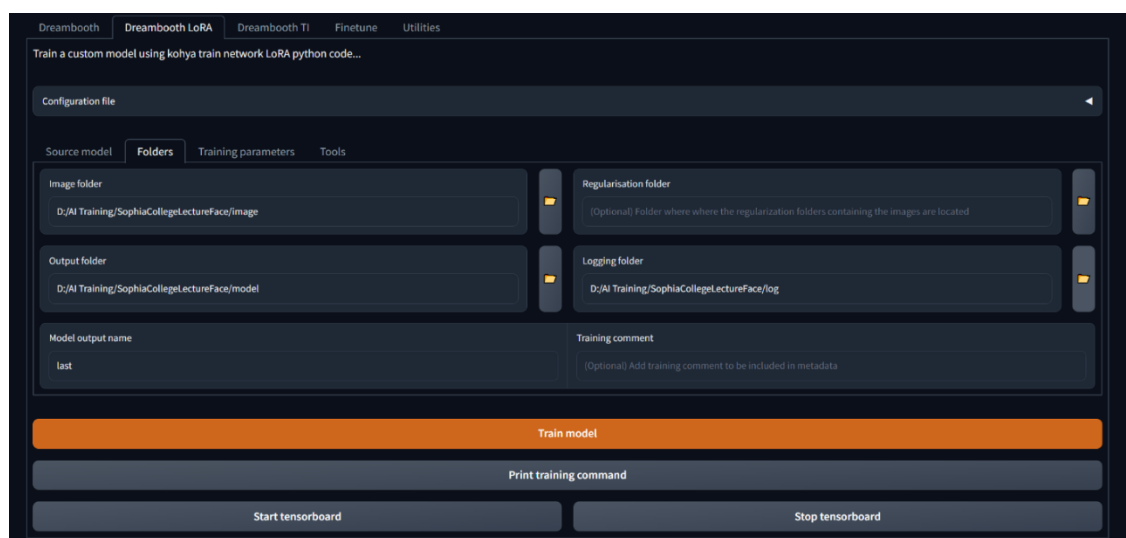 Dreambooth Dreambooth LoRA Dreambooth TI Finetune Utilities
Train a custom model using kohya train network LoRA python code...
Configuration file
Source model Folders Training parameters Tools
Image folder
D:/AI Training/SophiaCollegeLectureFace/image
Regularisation folder
(Optional) Folder where where the regularization folders containing the images are located
Output folder
D:/AI Training/SophiaCollegeLectureFace/model
Logging folder
D:/AI Training/SophiaCollegeLectureFace/log
Model output name
last
Training comment
(Optional) Add training comment to be included in metadata
Train model
Print training command
Start tensorboard
Stop tensorboard